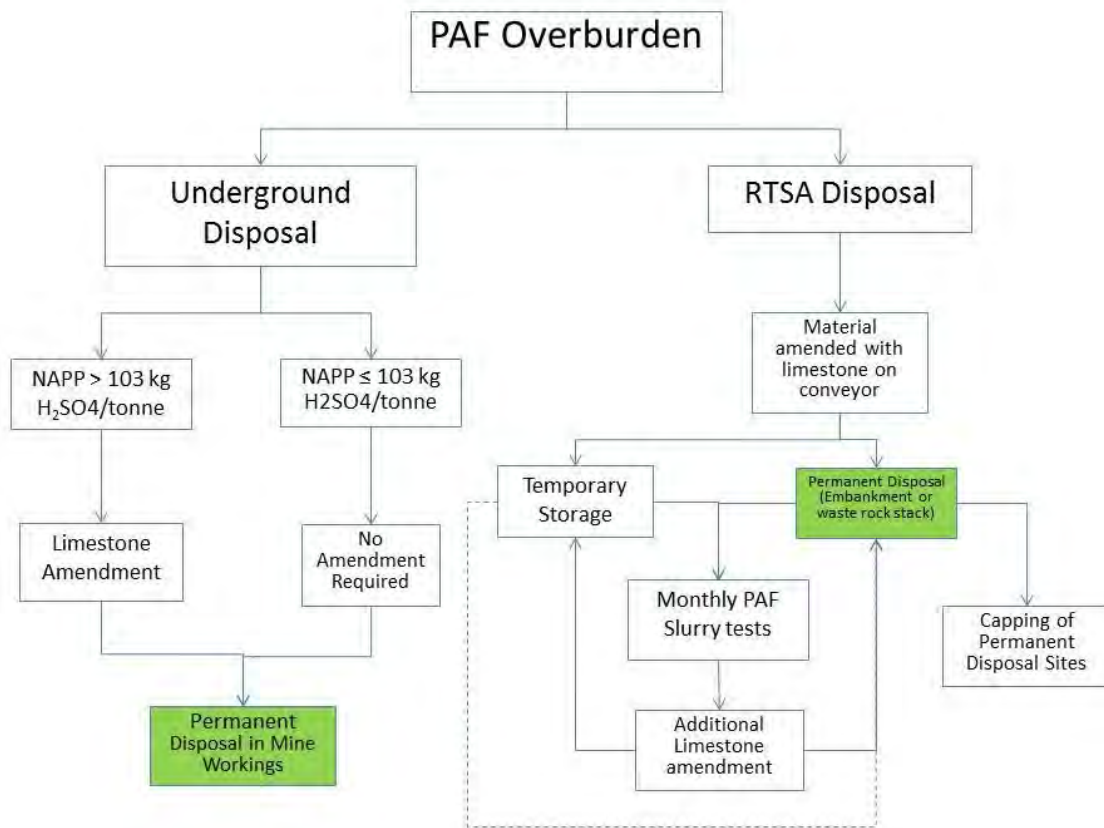 PAF Overburden
Underground
Disposal
RTSA Disposal
NAPP > 103 kg
H₂SO4/tonne
NAPP ≤ 103 kg
H2SO4/tonne
Material
amended with
limestone on
conveyor
Limestone
Amendment
No
Amendment
Required
Temporary
Storage
Permanent Disposal
(Embankment or
waste rock stack)
Monthly PAF
Slurry tests
Capping of
Permanent
Disposal Sites
Permanent
Disposal in Mine
Workings
Additional
Limestone
amendment